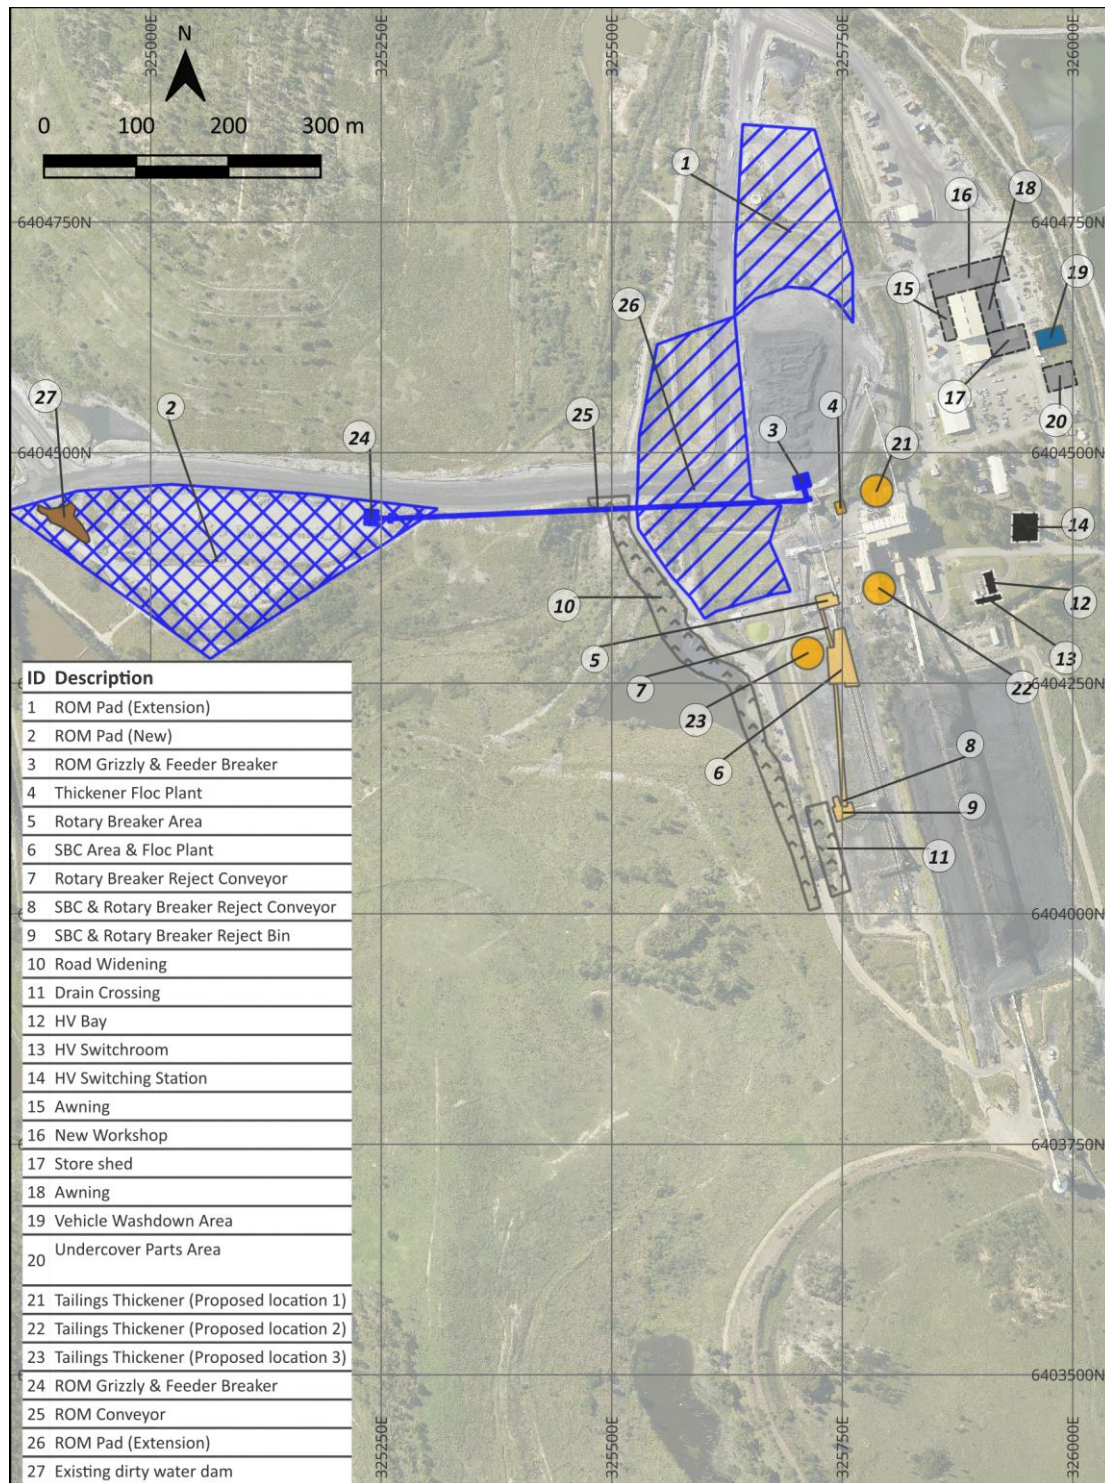 325000E
325250E
325500E
325750E
326000E
N
0 100 200 300 m
1
16
18
6404750N
6404750N
15
19
26
17
20
27
2
24
25
3
4
21
6404500N
6404500N
14
10
12
5
13
7
23
22
6404250N
6
8
9
11
6404000N
6403750N
6403500N
ID Description
1 ROM Pad (Extension)
2 ROM Pad (New)
3 ROM Grizzly & Feeder Breaker
4 Thickener Floc Plant
5 Rotary Breaker Area
6 SBC Area & Floc Plant
7 Rotary Breaker Reject Conveyor
8 SBC & Rotary Breaker Reject Conveyor
9 SBC & Rotary Breaker Reject Bin
10 Road Widening
11 Drain Crossing
12 HV Bay
13 HV Switchroom
14 HV Switching Station
15 Awning
16 New Workshop
17 Store shed
18 Awning
19 Vehicle Washdown Area
20 Undercover Parts Area
21 Tailings Thickener (Proposed location 1)
22 Tailings Thickener (Proposed location 2)
23 Tailings Thickener (Proposed location 3)
24 ROM Grizzly & Feeder Breaker
25 ROM Conveyor
26 ROM Pad (Extension)
27 Existing dirty water dam
325250E
325500E
325750E
326000E